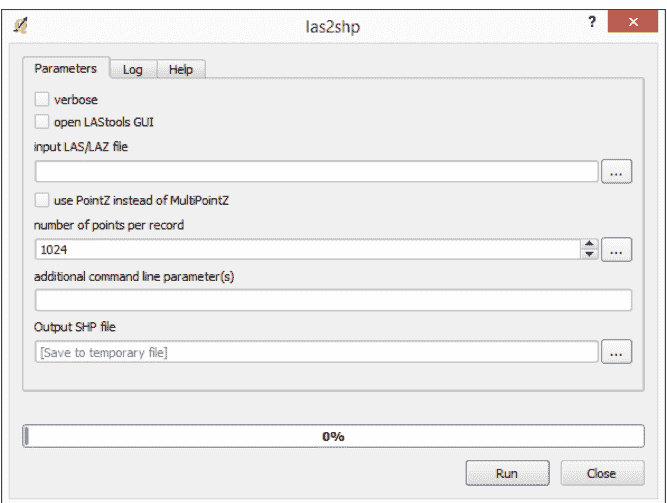 las2shp
?
Parameters Log Help
verbose
open LAStools GUI
input LAS/LAZ file
...
use PointZ instead of MultiPointZ
number of points per record
1024 ...
additional command line parameter(s)
Output SHP file
[Save to temporary file] ...
0%
Run Close